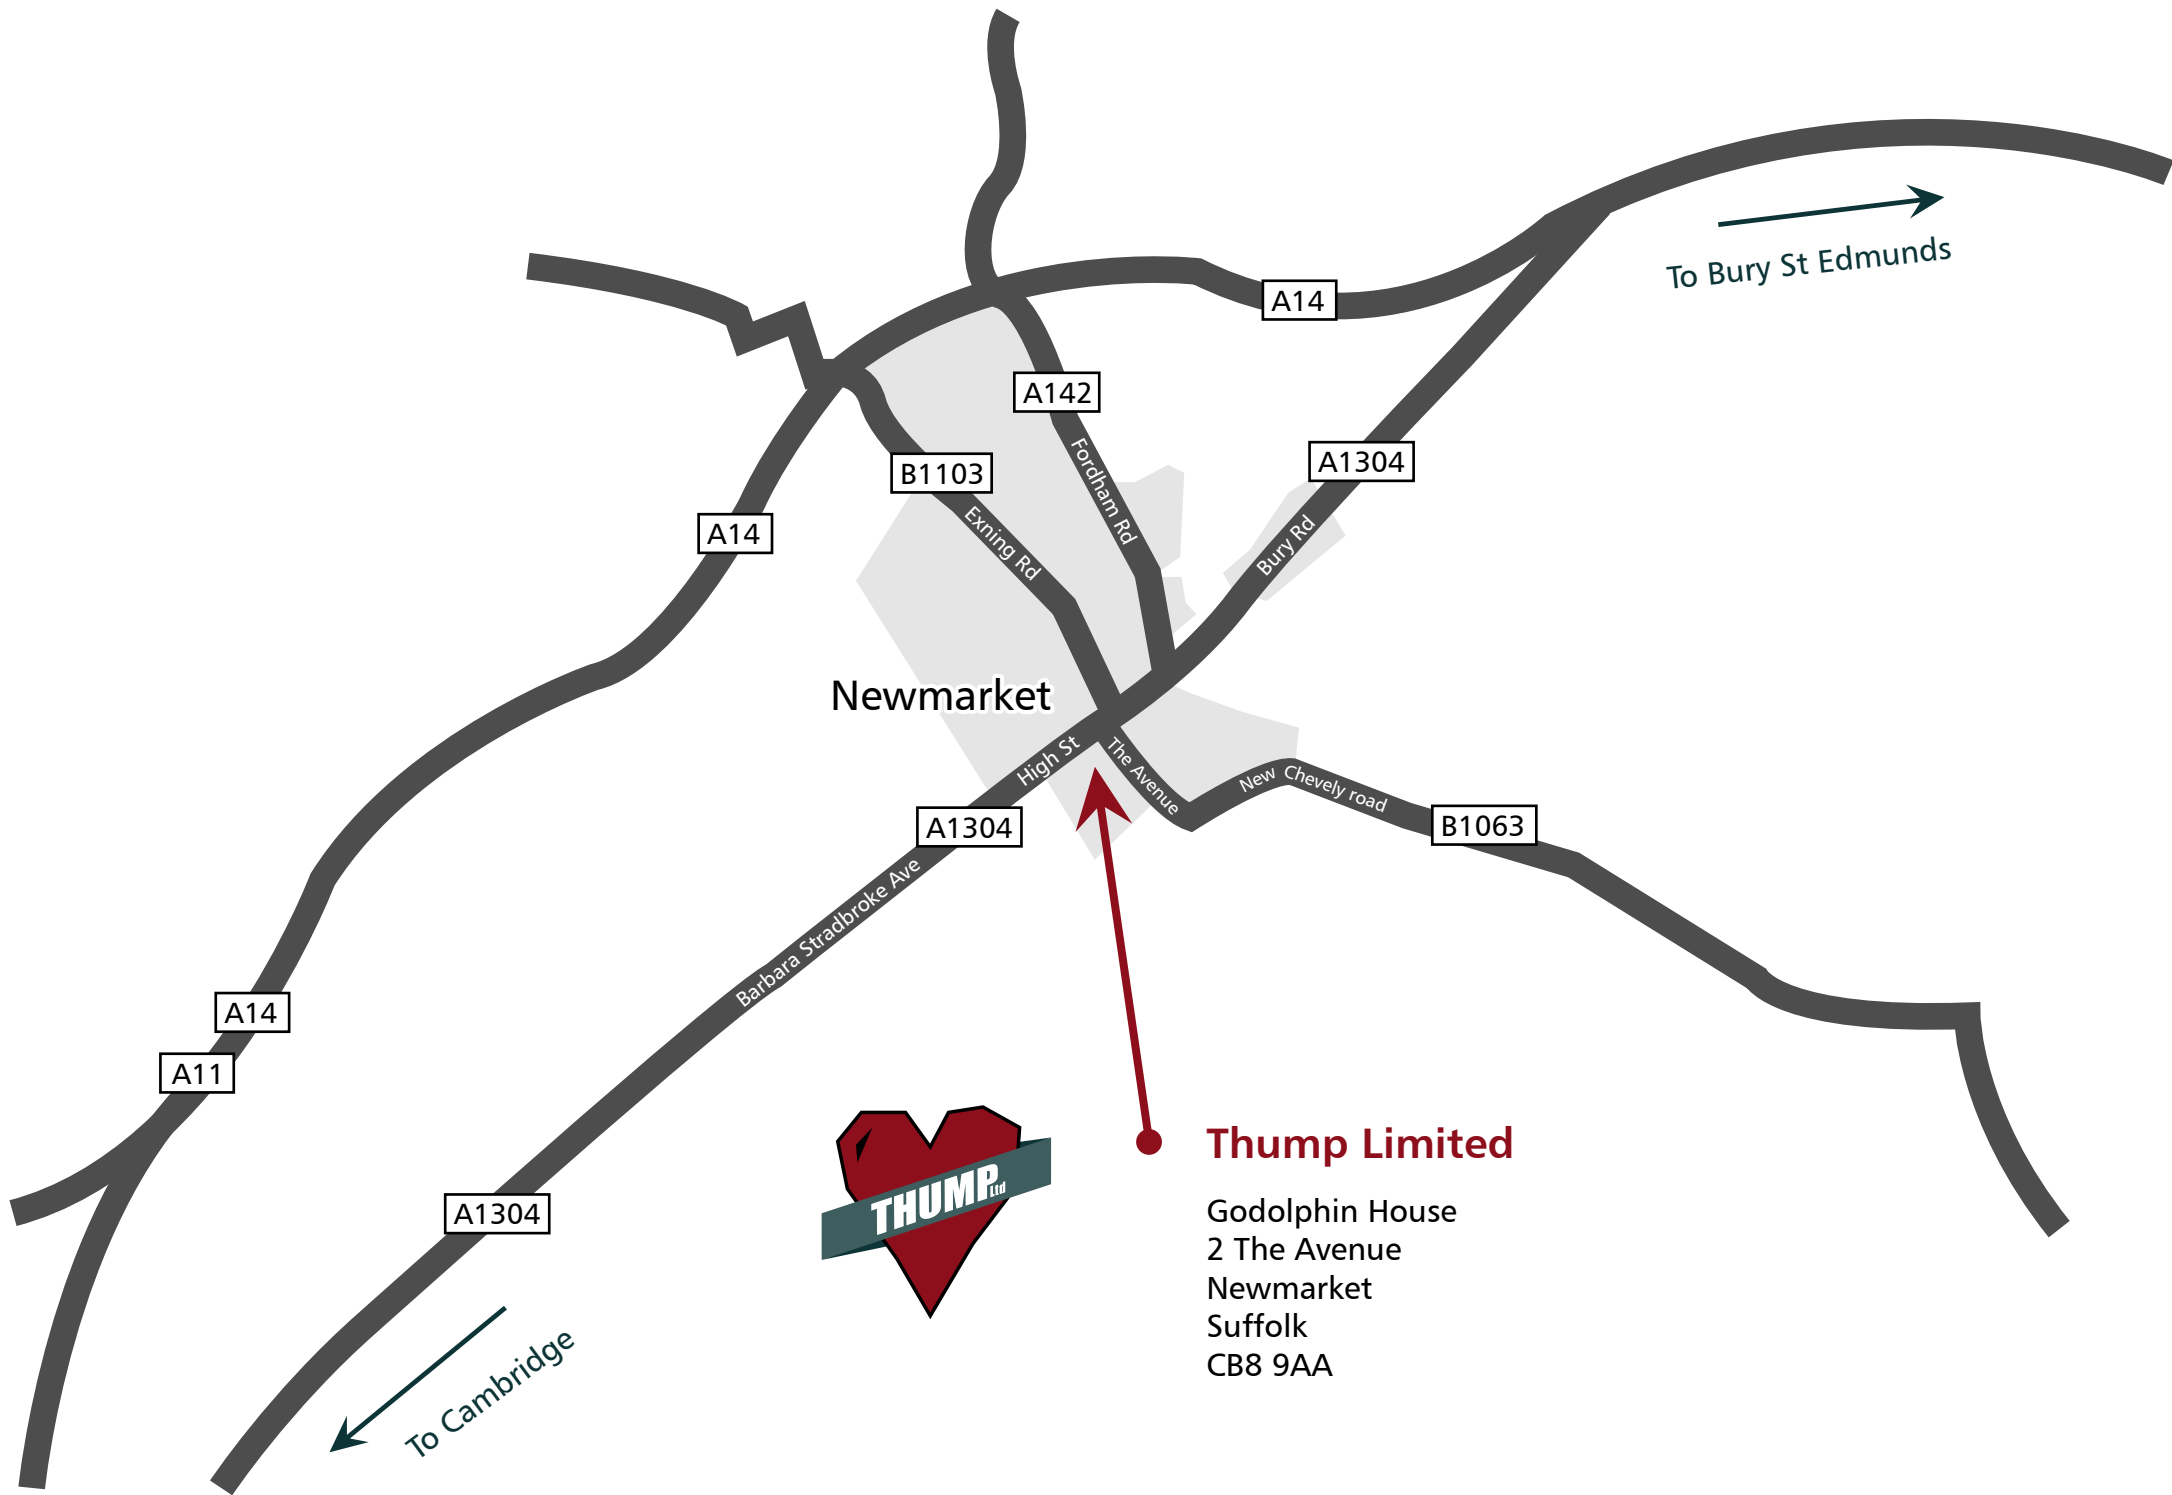 To Bury St Edmunds
A14
A142
A1304
B1103
Fordham Rd
A14
Exning Rd
Bury Rd
Newmarket
High St
The Avenue
New Chevely road
A1304
B1063
Barbara Stradbroke Ave
A14
A11
A1304
To Cambridge
THUMP Ltd
Thump Limited
Godolphin House
2 The Avenue
Newmarket
Suffolk
CB8 9AA